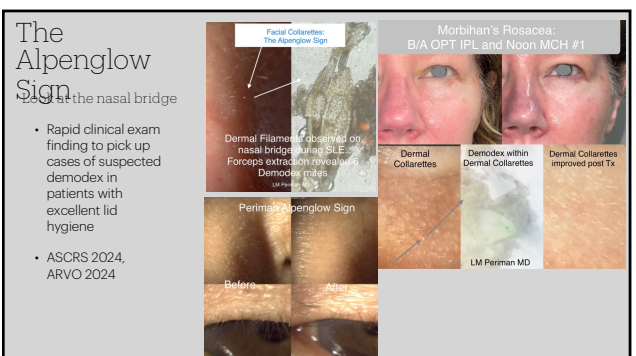 The
Alpenglow
Sign
•Look at the nasal bridge
• Rapid clinical exam
finding to pick up
cases of suspected
demodex in
patients with
excellent lid
hygiene
• ASCRS 2024,
ARVO 2024
Facial Collarettes:
The Alpenglow Sign
Dermal Filaments observed on
nasal bridge during SLE.
Forceps extraction revealed 6
Demodex mites
LM Periman MD
Periman Alpenglow Sign
Before
After
Morbihan's Rosacea:
B/A OPT IPL and Noon MCH #1
Dermal
Collarettes
Demodex within
Dermal Collarettes
Dermal Collarettes
improved post Tx
LM Periman MD